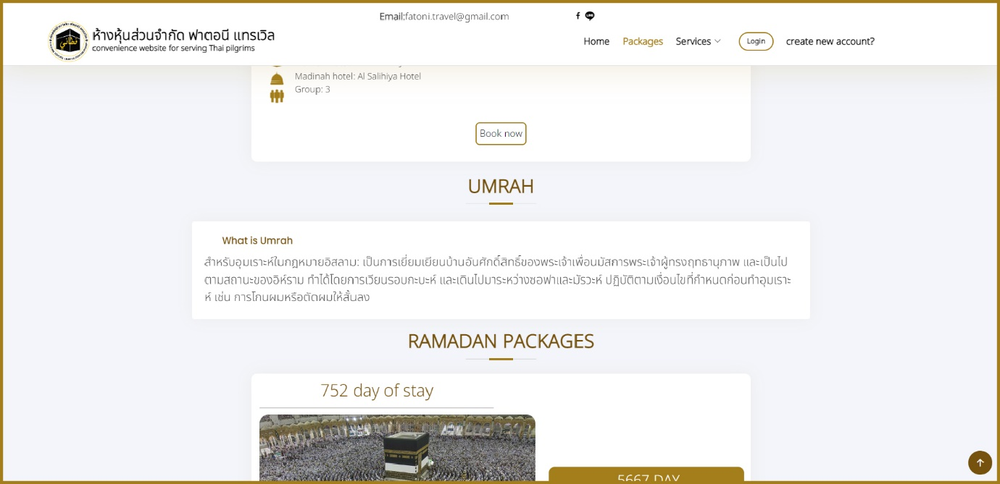 Email:fatoni.travel@gmail.com
ห้างหุ้นส่วนจำกัด ฟาตอนี แทรเวิล
convenience website for serving Thai pilgrims
Home Packages Services Login create new account?
Madinah hotel: Al Salihiya Hotel
Group: 3
Book now
UMRAH
What is Umrah
สำหรับอุมเราะห์ในกฎหมายอิสลาม: เป็นการเยี่ยมเยียนบ้านอันศักดิ์สิทธิ์ของพระเจ้าเพื่อนมัสการพระเจ้าผู้ทรงฤทธานุภาพ และเป็นไป
ตามสถานะของอิห์ราม ทำได้โดยการเวียนรอบกะบะห์ และเดินไปมาระหว่างซอฟาและมัรวะห์ ปฏิบัติตามเงื่อนไขที่กำหนดก่อนทำอุมเราะ
ห์ เช่น การโกนผมหรือตัดผมให้สั้นลง
RAMADAN PACKAGES
752 day of stay
5667 DAY